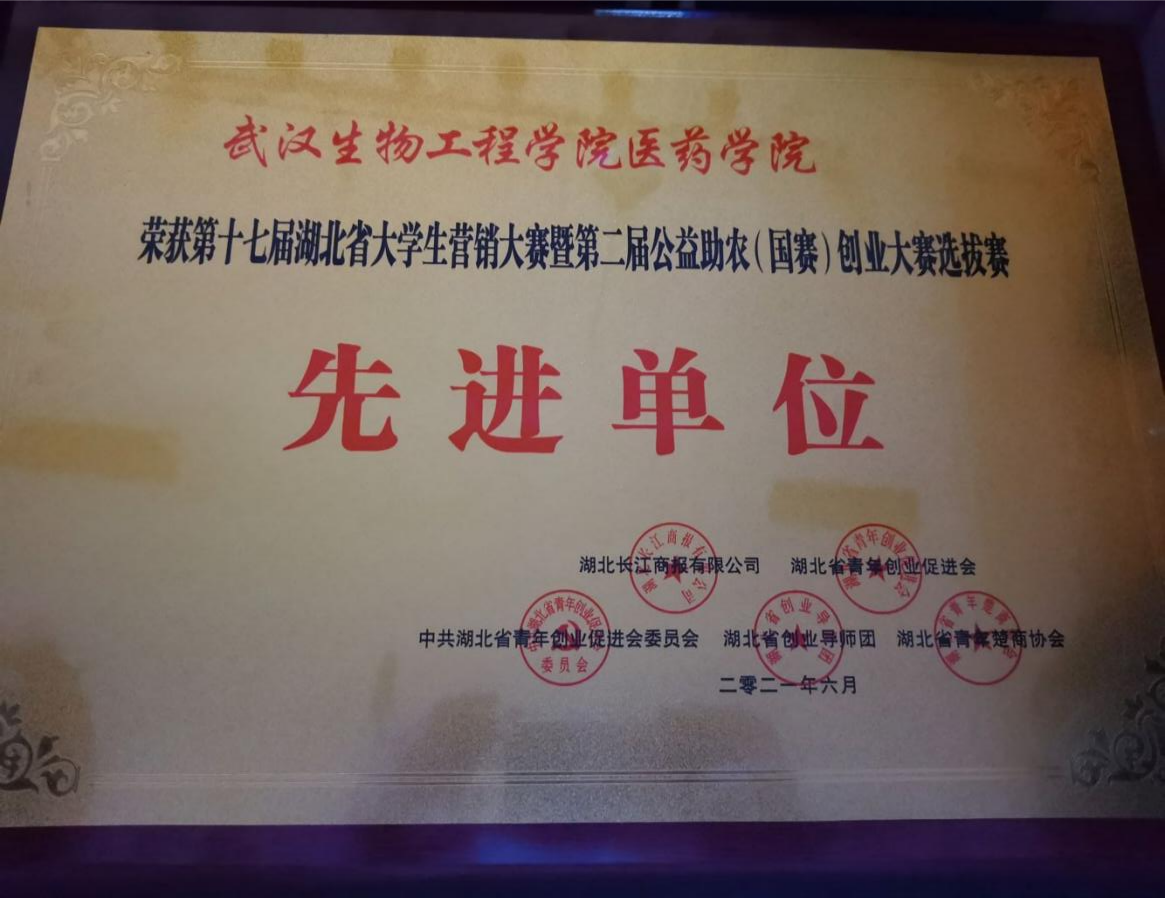 武汉生物工程学院医药学院
荣获第十七届湖北省大学生营销大赛暨第二届公益助农（国赛）创业大赛选拔赛
先进单位
湖北长江商报有限公司 湖北省青年创业促进会
中共湖北省青年创业促进会委员会 湖北省创业导师团 湖北省青年楚商协会
二零二一年六月